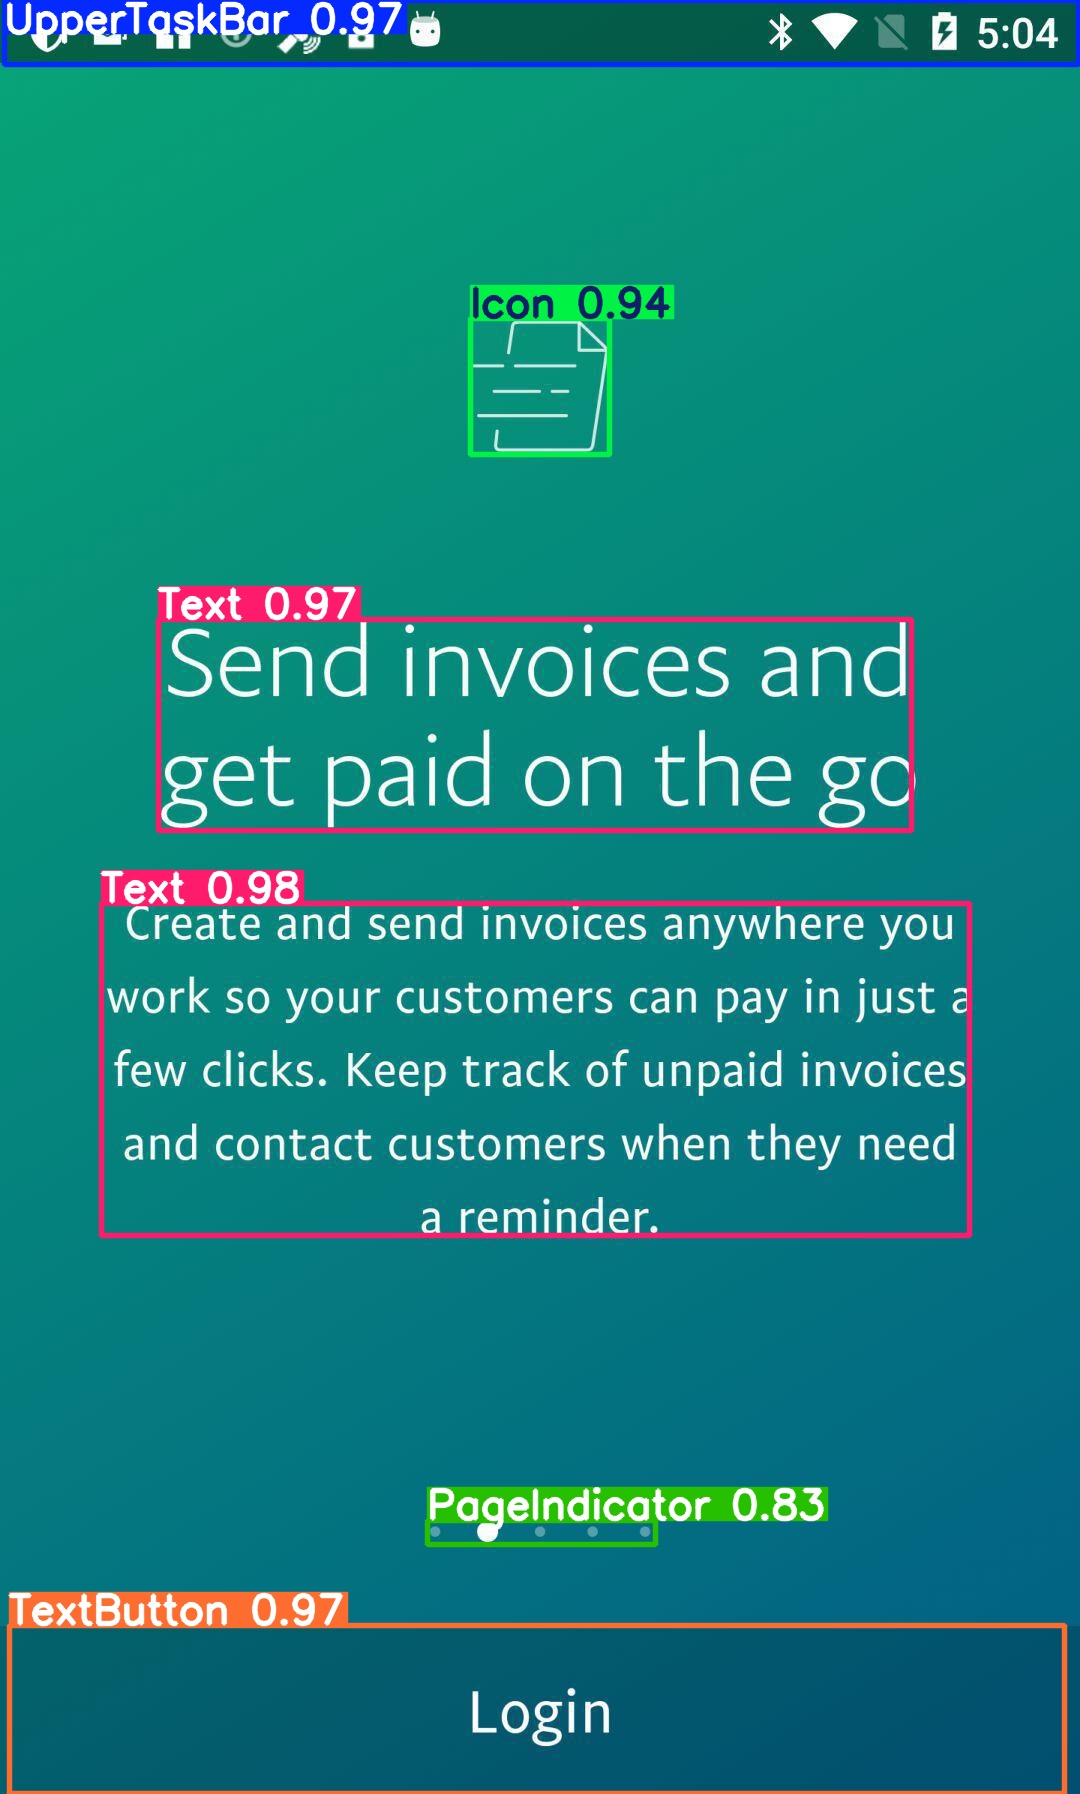 UpperTaskBar 0.97
5:04
Icon 0.94
Text 0.97
Send invoices and
get paid on the go
Text 0.98
Create and send invoices anywhere you
work so your customers can pay in just a
few clicks. Keep track of unpaid invoices
and contact customers when they need
a reminder.
PageIndicator 0.83
TextButton 0.97
Login